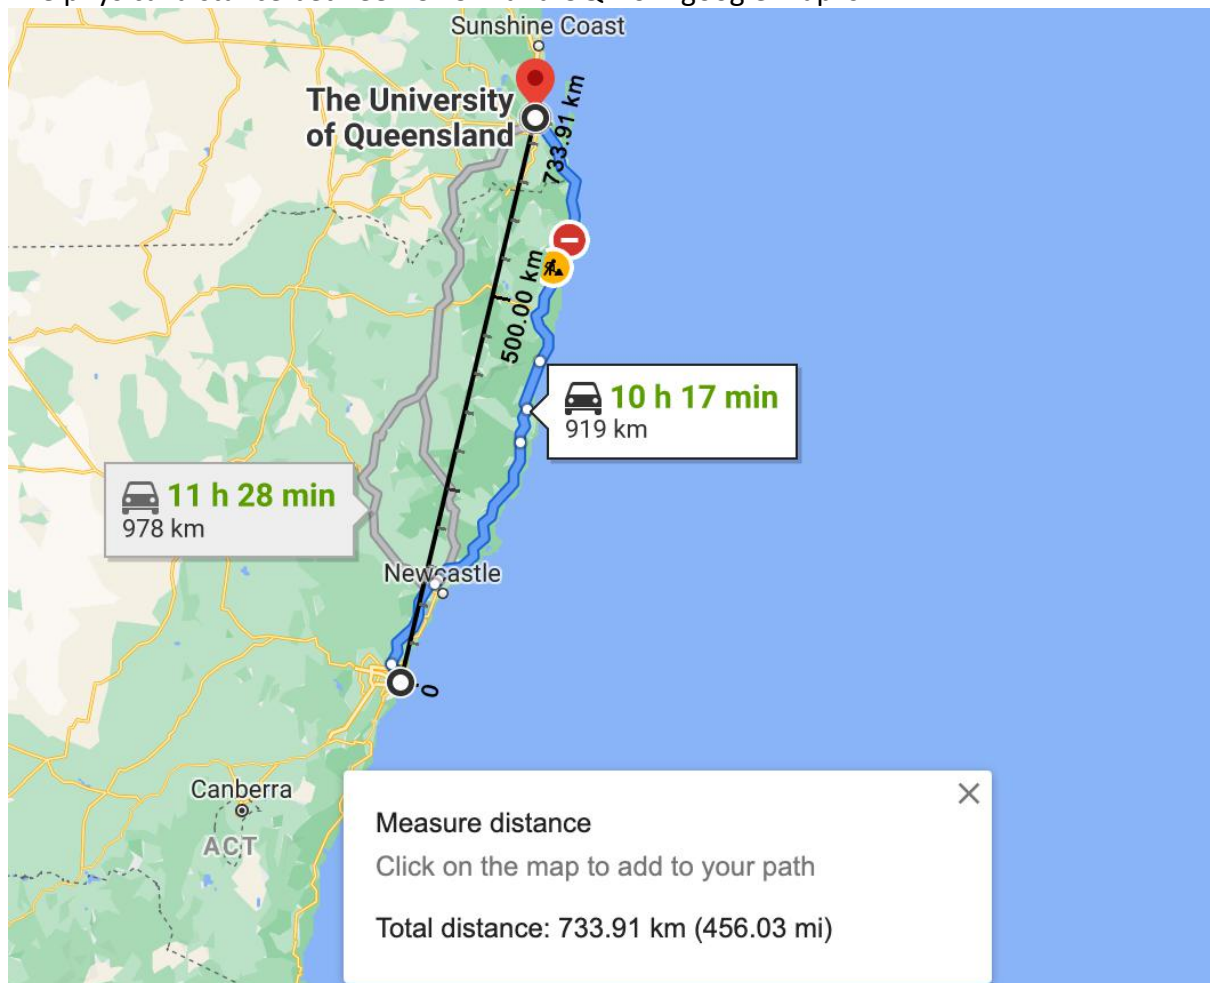 Sunshine Coast
The University
of Queensland
733.91 km
500.00 km
10 h 17 min
919 km
11 h 28 min
978 km
Newcastle
0
Canberra
ACT
Measure distance
Click on the map to add to your path
Total distance: 733.91 km (456.03 mi)